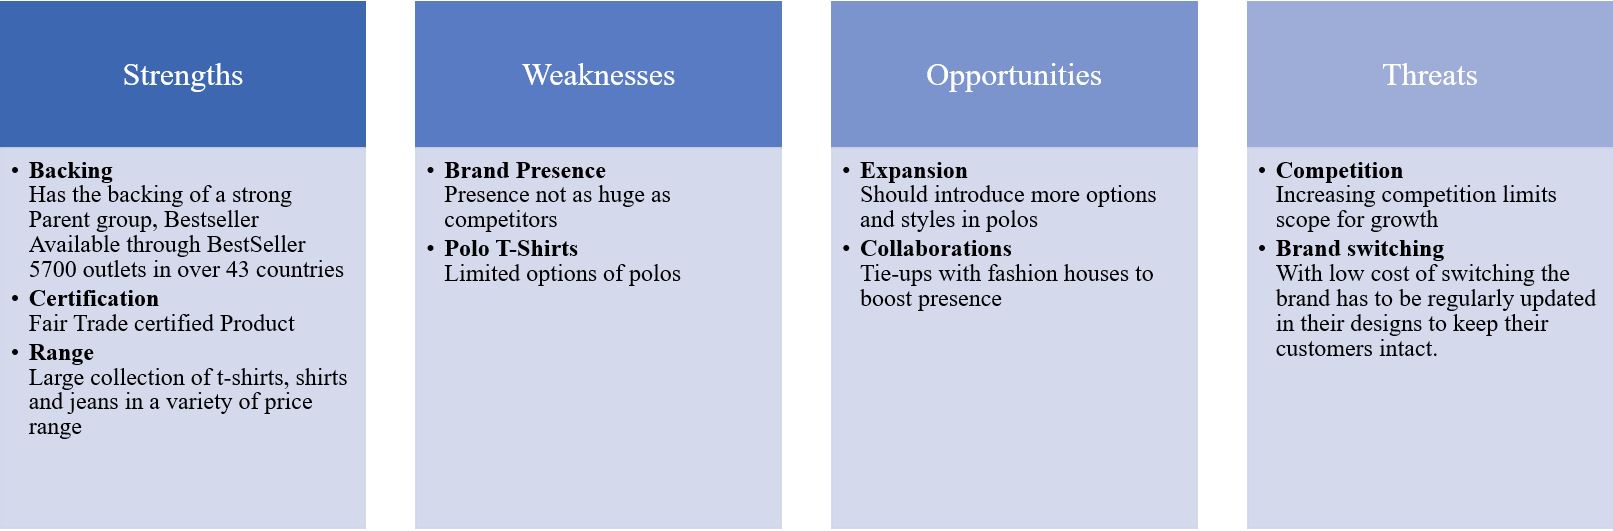 Strengths
• Backing
Has the backing of a strong
Parent group, Bestseller
Available through BestSeller
5700 outlets in over 43 countries
• Certification
Fair Trade certified Product
• Range
Large collection of t-shirts, shirts
and jeans in a variety of price
range
Weaknesses
• Brand Presence
Presence not as huge as
competitors
• Polo T-Shirts
Limited options of polos
Opportunities
• Expansion
Should introduce more options
and styles in polos
• Collaborations
Tie-ups with fashion houses to
boost presence
Threats
• Competition
Increasing competition limits
scope for growth
• Brand switching
With low cost of switching the
brand has to be regularly updated
in their designs to keep their
customers intact.